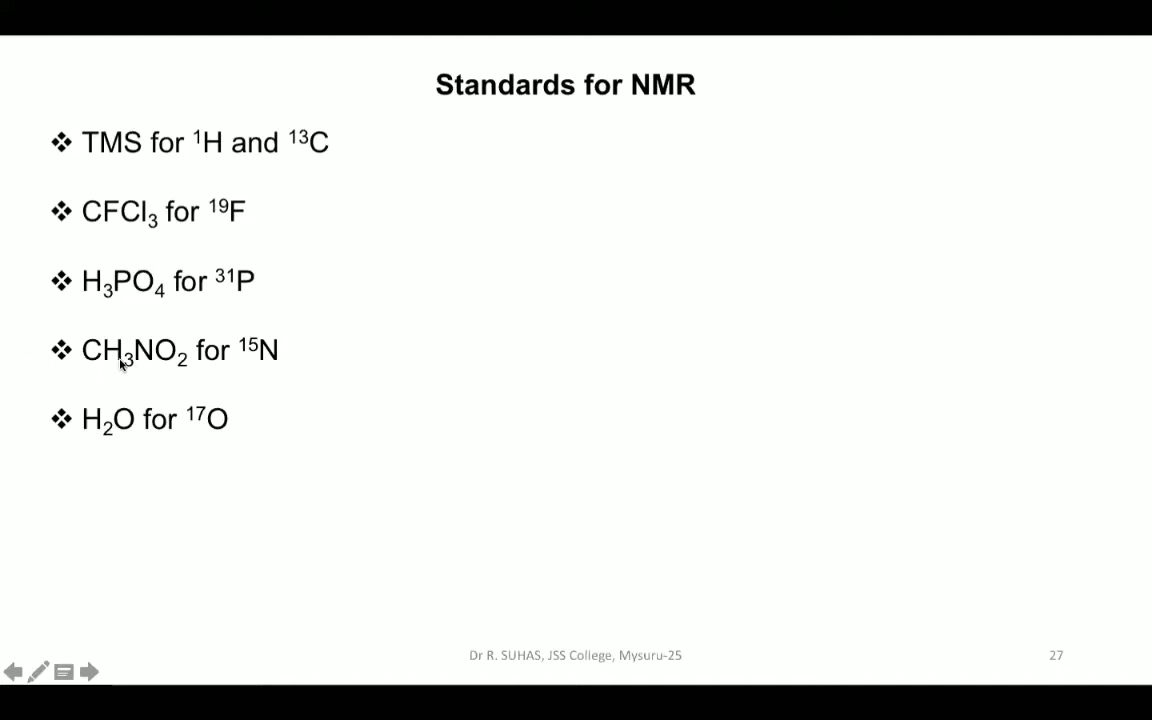 Standards for NMR
❖ TMS for ¹H and ¹³C
❖ CFCl₃ for ¹⁹F
❖ H₃PO₄ for ³¹P
❖ CH₃NO₂ for ¹⁵N
❖ H₂O for ¹⁷O
Dr R. SUHAS, JSS College, Mysuru-25
27